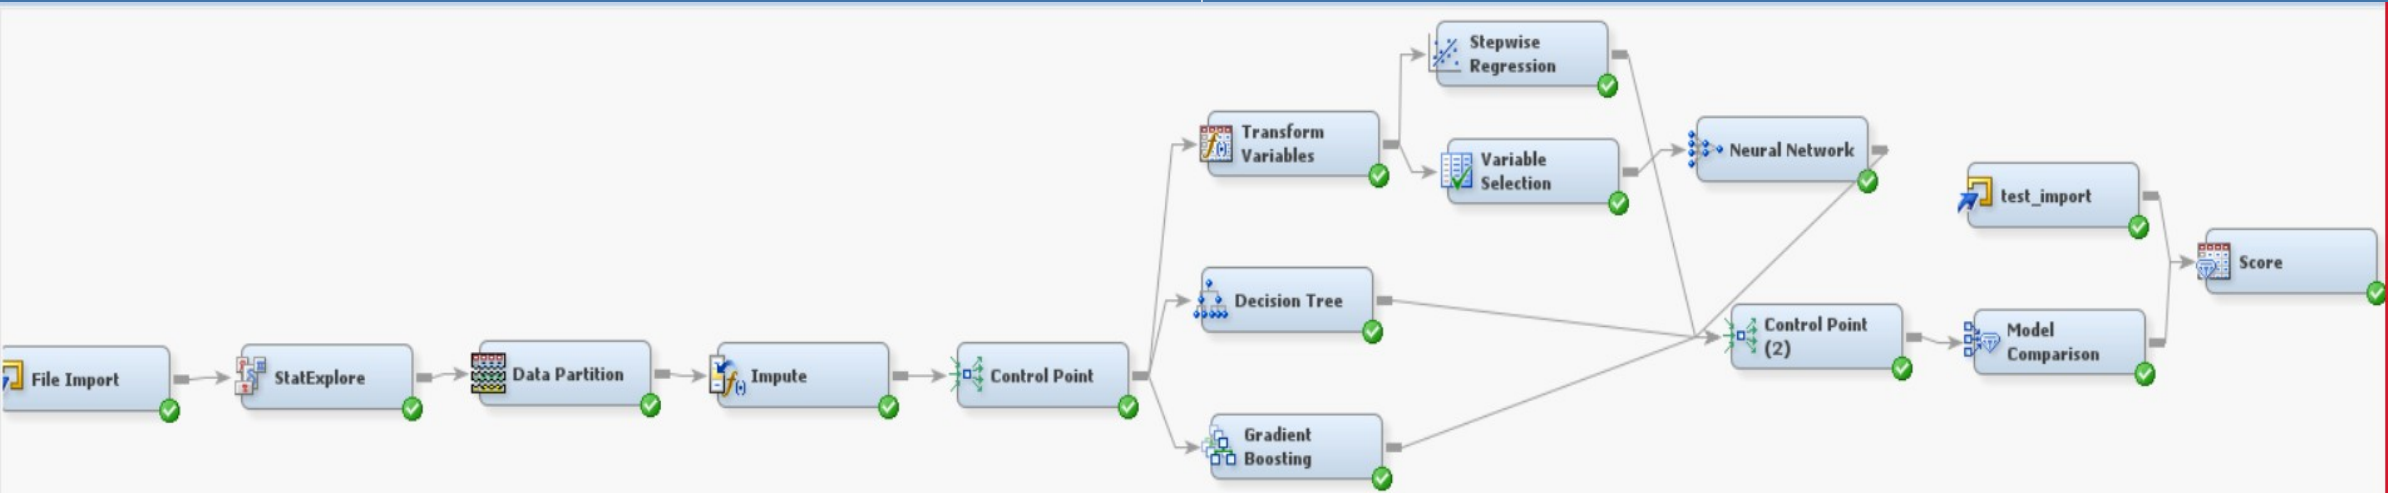 File Import
StatExplore
Data Partition
Impute
Control Point
Transform
Variables
Stepwise
Regression
Variable
Selection
Neural Network
Decision Tree
Gradient
Boosting
Control Point
(2)
Model
Comparison
test_import
Score